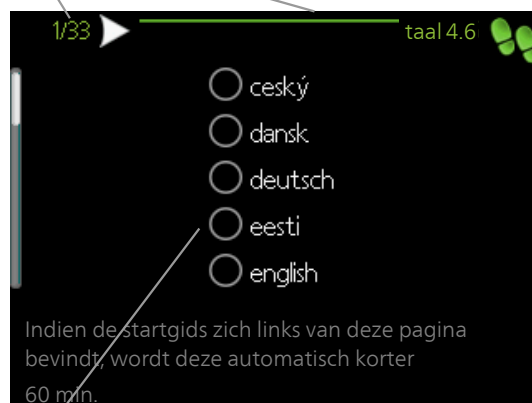 1/33
taal 4.6
ceský
dansk
deutsch
eesti
english
Indien de startgids zich links van deze pagina
bevindt, wordt deze automatisch korter
60 min.